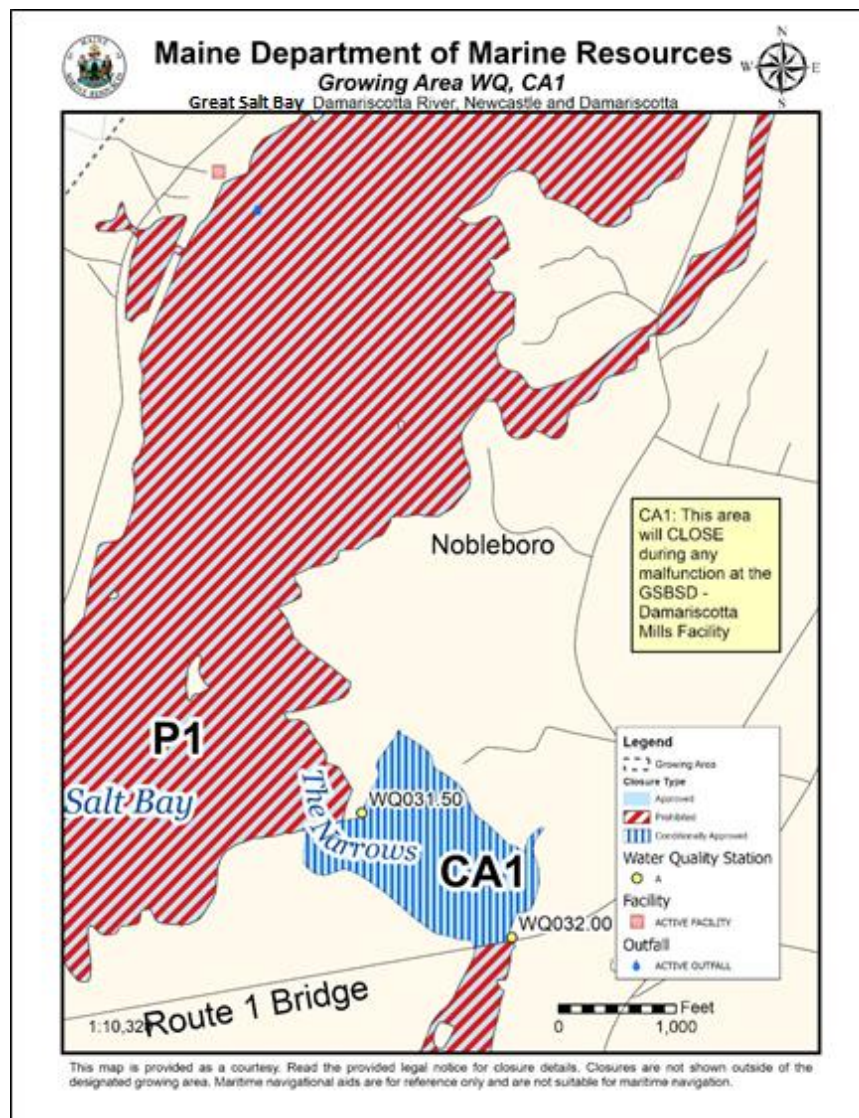 Maine Department of Marine Resources
Growing Area WQ, CA1
Great Salt Bay Damariscotta River, Newcastle and Damariscotta
N
W E
S
CA1: This area
will CLOSE
during any
malfunction at the
GSBSD -
Damariscotta
Mills Facility
Nobleboro
P1
Salt Bay
The Narrows
WQ031.50
CA1
WQ032.00
Route 1 Bridge
1:10,320
Legend
Growing Area
Closure Type
Approved
Prohibited
Conditionally Approved
Water Quality Station
A
Facility
ACTIVE FACILITY
Outfall
ACTIVE OUTFALL
Feet
0 1,000
This map is provided as a courtesy. Read the provided legal notice for closure details. Closures are not shown outside of the
designated growing area. Maritime navigational aids are for reference only and are not suitable for maritime navigation.